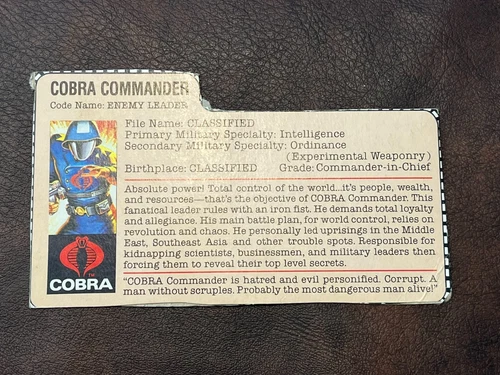 COBRA COMMANDER
Code Name: ENEMY LEADER
File Name: CLASSIFIED
Primary Military Specialty: Intelligence
Secondary Military Specialty: Ordinance
(Experimental Weaponry)
Birthplace: CLASSIFIED Grade: Commander-in-Chief
Absolute power! Total control of the world...it's people, wealth,
and resources—that's the objective of COBRA Commander. This
fanatical leader rules with an iron fist. He demands total loyalty
and allegiance. His main battle plan, for world control, relies on
revolution and chaos. He personally led uprisings in the Middle
East, Southeast Asia and other trouble spots. Responsible for
kidnapping scientists, businessmen, and military leaders then
forcing them to reveal their top level secrets.
"COBRA Commander is hatred and evil personified. Corrupt. A
man without scruples. Probably the most dangerous man alive!"
TM
COBRA